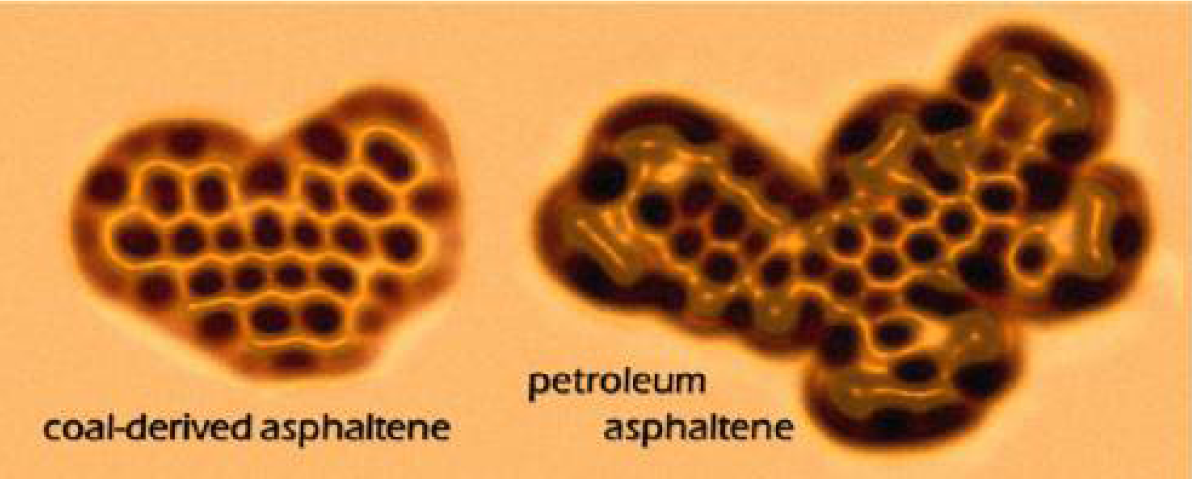 coal-derived asphaltene
petroleum
asphaltene